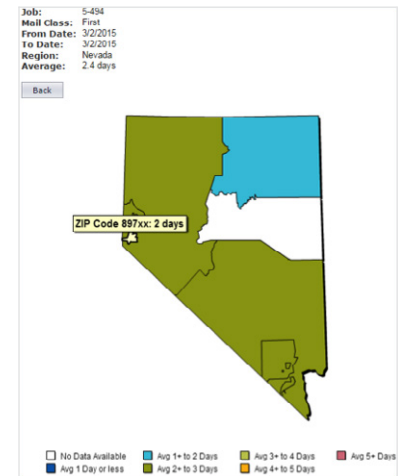 Job: 5-494
Mail Class: First
From Date: 3/2/2015
To Date: 3/2/2015
Region: Nevada
Average: 2.4 days
Back
ZIP Code 897xx: 2 days
No Data Available Avg 1+ to 2 Days Avg 3+ to 4 Days Avg 5+ Days
Avg 1 Day or less Avg 2+ to 3 Days Avg 4+ to 5 Days